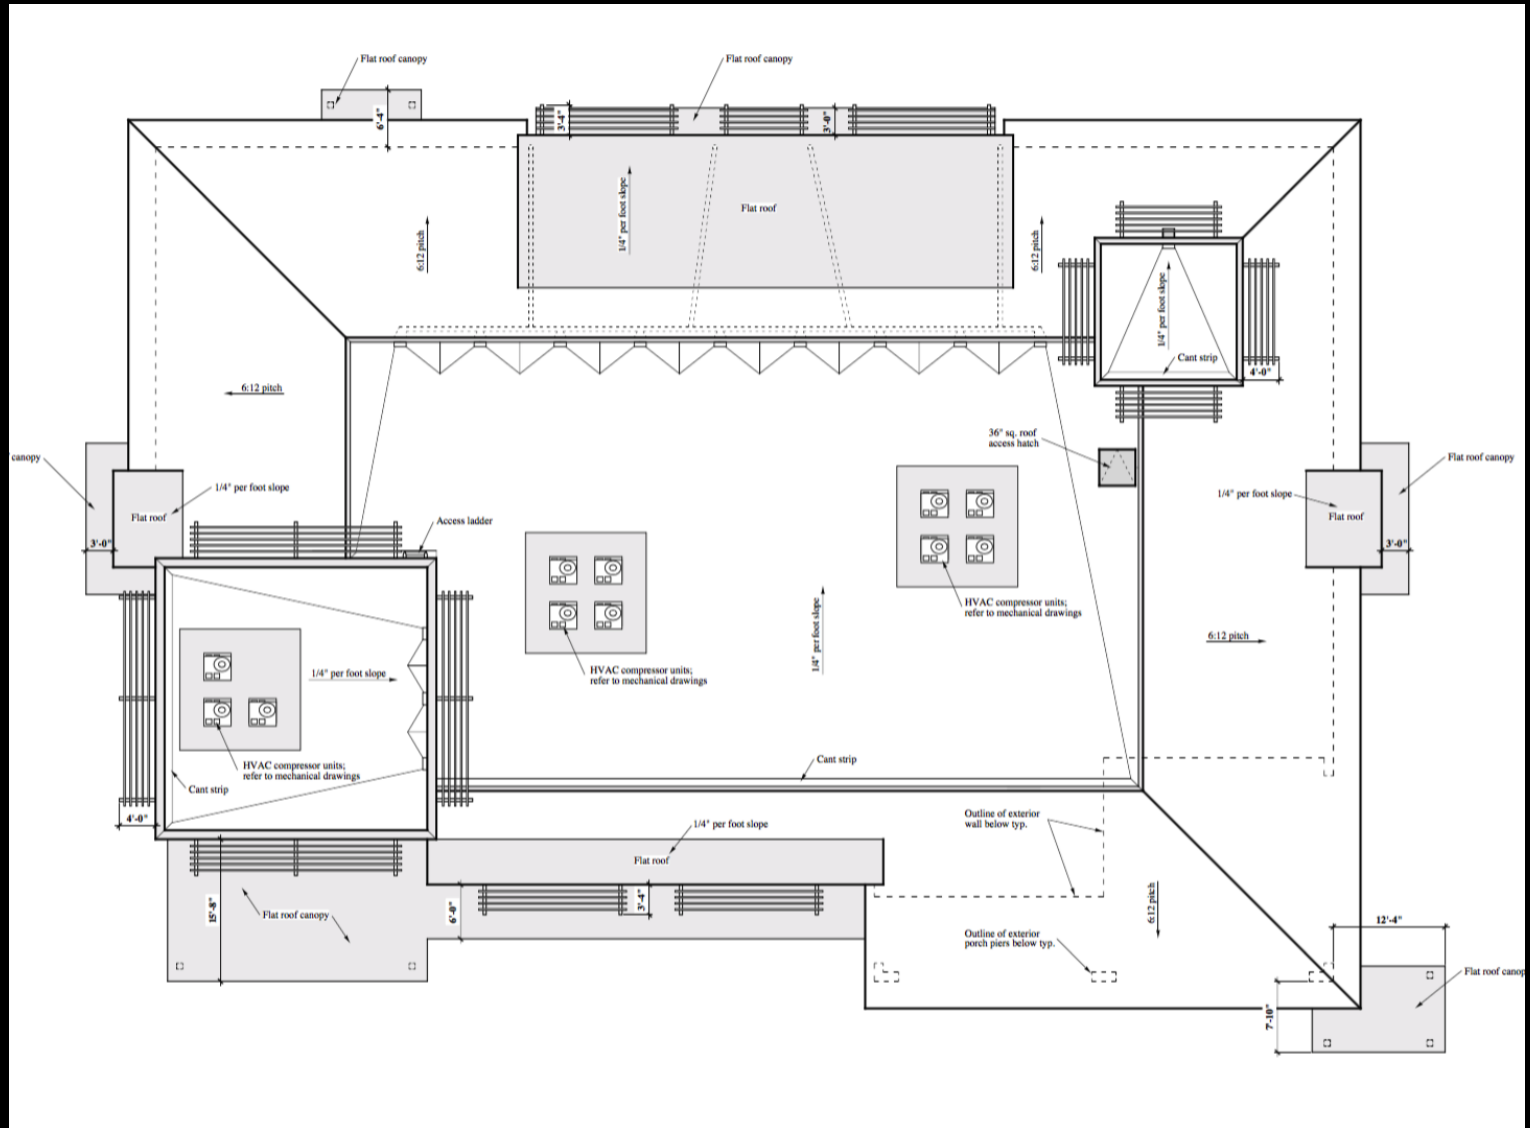 Flat roof canopy
Flat roof canopy
6'-4"
3'-4"
3'-0"
1/4" per foot slope
Flat roof
6:12 pitch
6:12 pitch
1/4" per foot slope
Cant strip
4'-0"
6:12 pitch
36" sq. roof
access hatch
canopy
Flat roof canopy
1/4" per foot slope
1/4" per foot slope
Flat roof
Flat roof
Access ladder
3'-0"
3'-0"
HVAC compressor units;
refer to mechanical drawings
1/4" per foot slope
6:12 pitch
HVAC compressor units;
refer to mechanical drawings
1/4" per foot slope
HVAC compressor units;
refer to mechanical drawings
Cant strip
Cant strip
4'-0"
Outline of exterior
wall below typ.
1/4" per foot slope
Flat roof
15'-8"
6'-0"
3'-4"
6:12 pitch
Flat roof canopy
12'-4"
Outline of exterior
porch piers below typ.
Flat roof canop
7'-10"